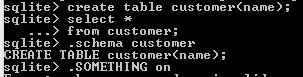 sqlite> create table customer(name);
sqlite> select *
   ...> from customer;
sqlite> .schema customer
CREATE TABLE customer(name);
sqlite> .SOMETHING on